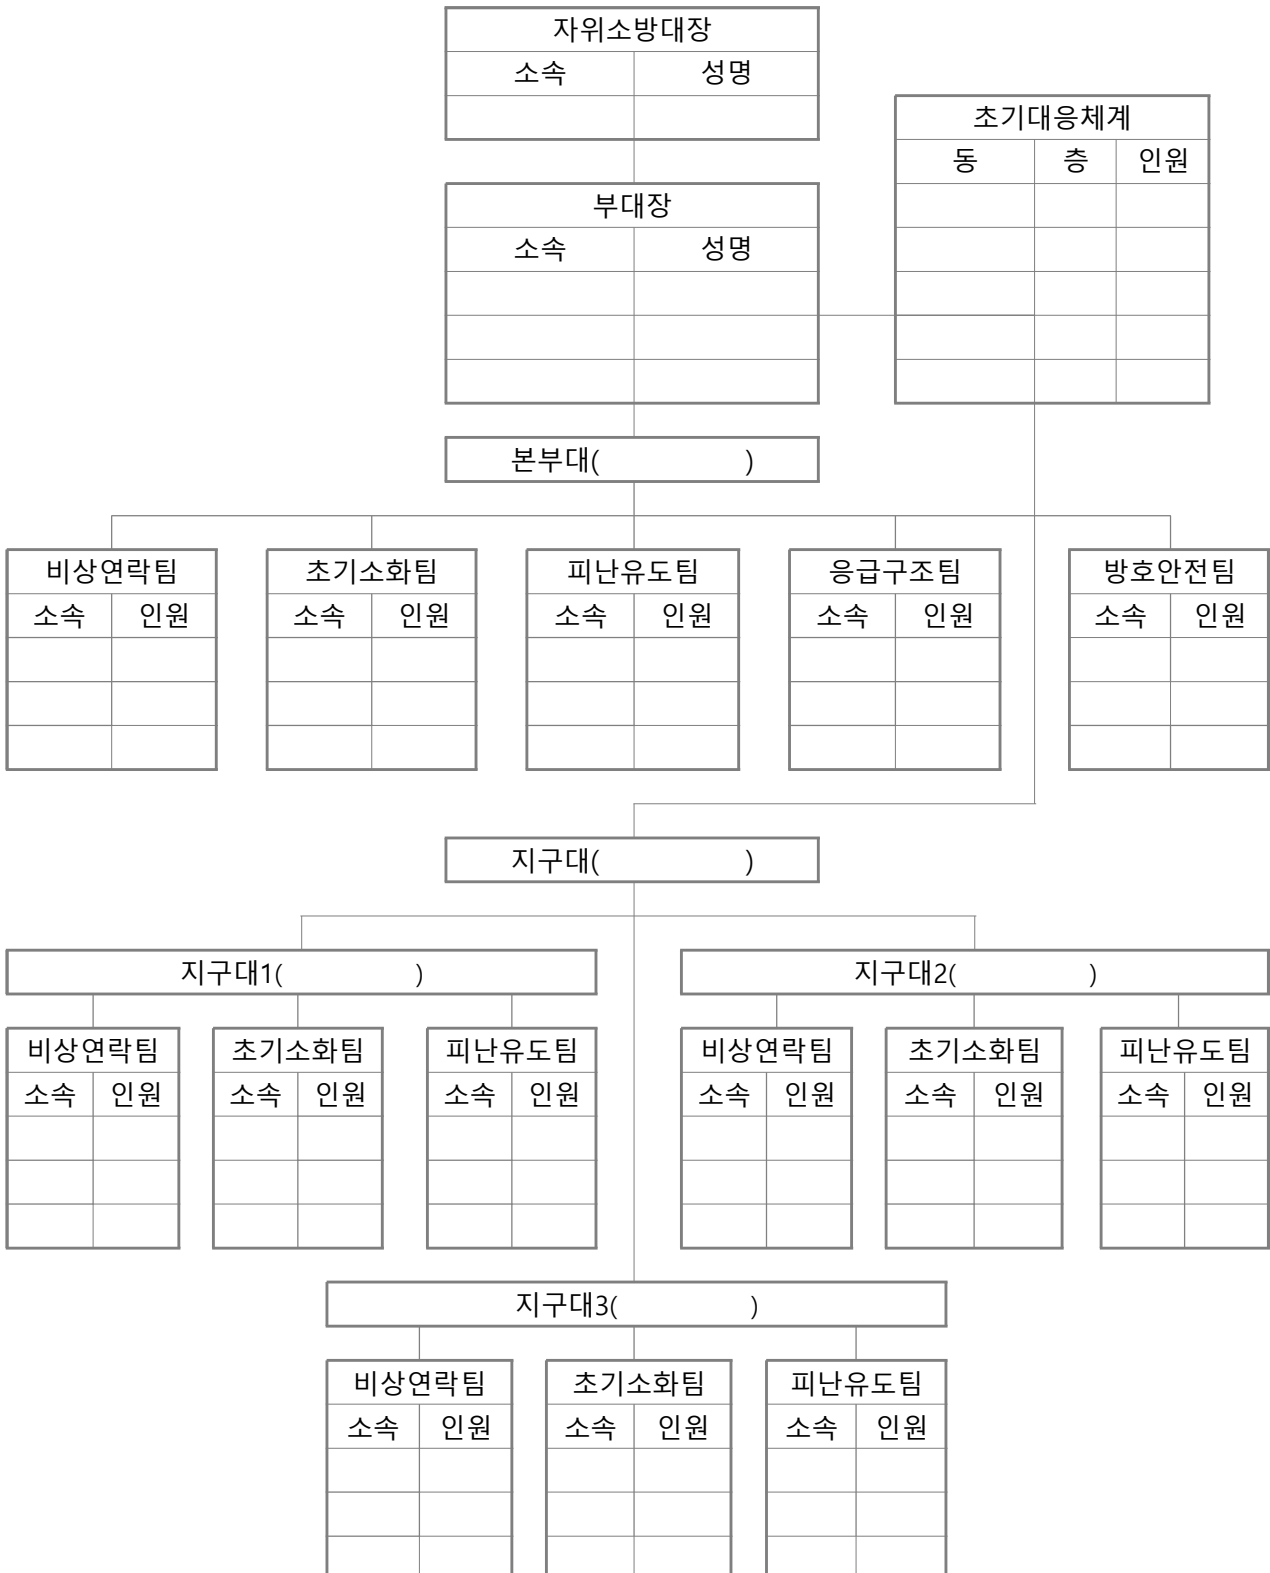 자위소방대장
소속 성명
초기대응체계
동 층 인원
부대장
소속 성명
본부대( )
비상연락팀 초기소화팀 피난유도팀 응급구조팀 방호안전팀
소속 인원 소속 인원 소속 인원 소속 인원 소속 인원
지구대( )
지구대1( ) 지구대2( )
비상연락팀 초기소화팀 피난유도팀 비상연락팀 초기소화팀 피난유도팀
소속 인원 소속 인원 소속 인원 소속 인원 소속 인원 소속 인원
지구대3( )
비상연락팀 초기소화팀 피난유도팀
소속 인원 소속 인원 소속 인원